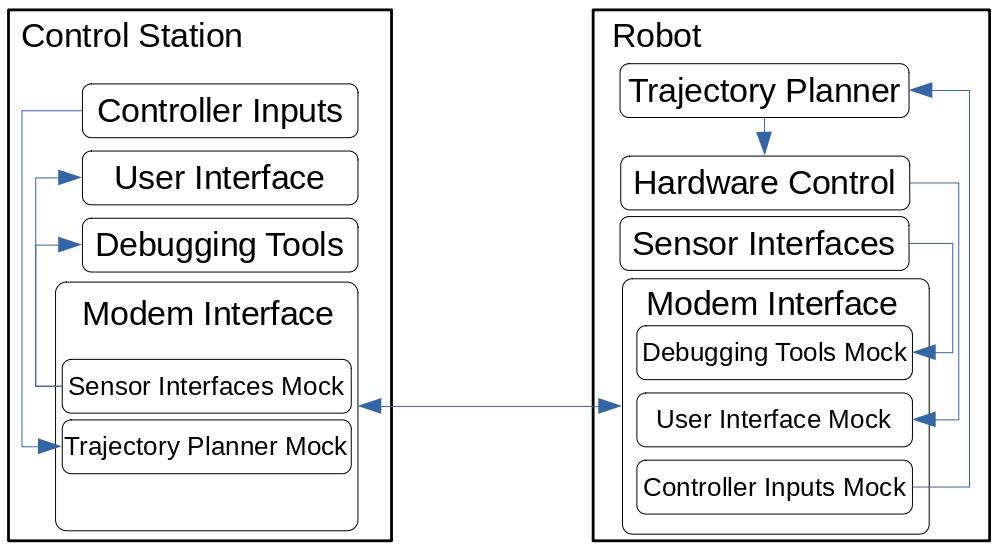 Control Station
Controller Inputs
User Interface
Debugging Tools
Modem Interface
Sensor Interfaces Mock
Trajectory Planner Mock
Robot
Trajectory Planner
Hardware Control
Sensor Interfaces
Modem Interface
Debugging Tools Mock
User Interface Mock
Controller Inputs Mock